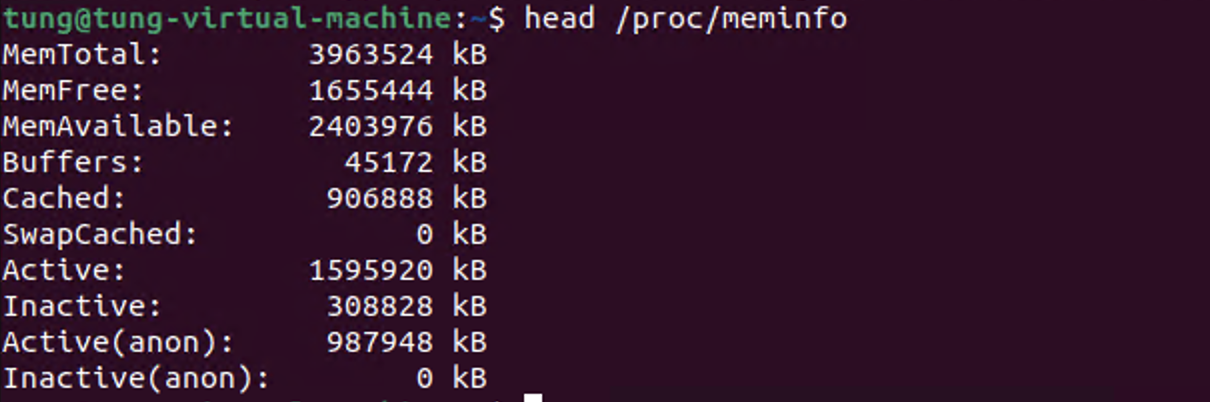 tung@tung-virtual-machine:~$ head /proc/meminfo
MemTotal:        3963524 kB
MemFree:         1655444 kB
MemAvailable:    2403976 kB
Buffers:           45172 kB
Cached:           906888 kB
SwapCached:            0 kB
Active:          1595920 kB
Inactive:         308828 kB
Active(anon):     987948 kB
Inactive(anon):        0 kB